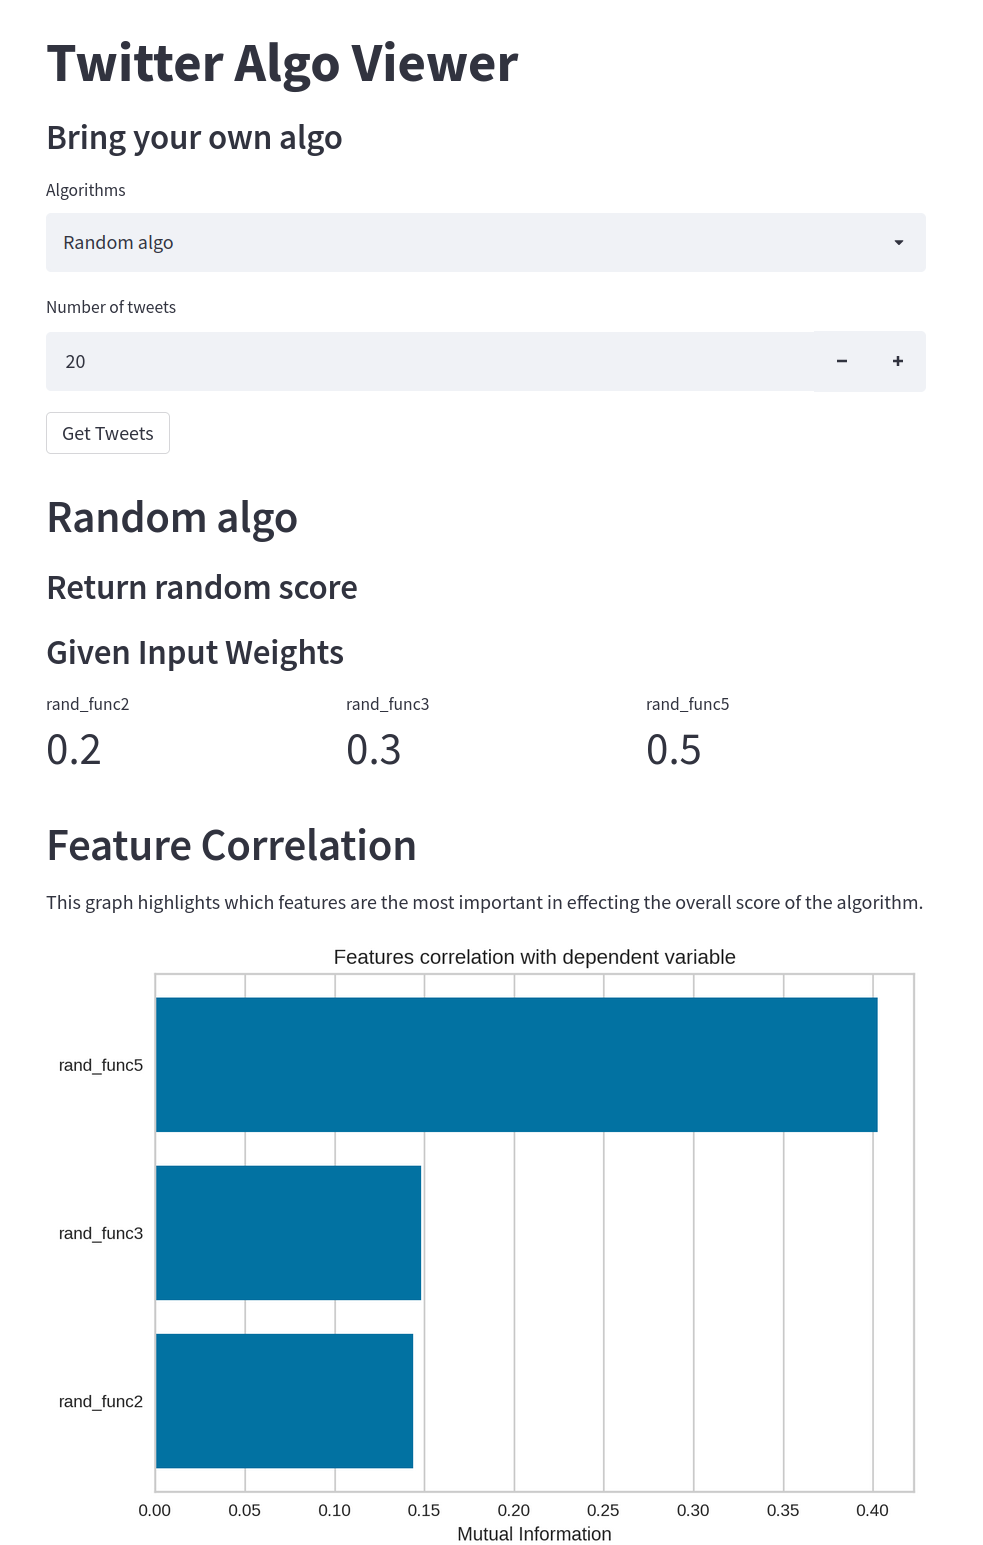 Twitter Algo Viewer
Bring your own algo
Algorithms
Random algo
Number of tweets
20
Get Tweets
Random algo
Return random score
Given Input Weights
rand_func2 rand_func3 rand_func5
0.2 0.3 0.5
Feature Correlation
This graph highlights which features are the most important in effecting the overall score of the algorithm.
Features correlation with dependent variable
rand_func5
rand_func3
rand_func2
0.00 0.05 0.10 0.15 0.20 0.25 0.30 0.35 0.40
Mutual Information